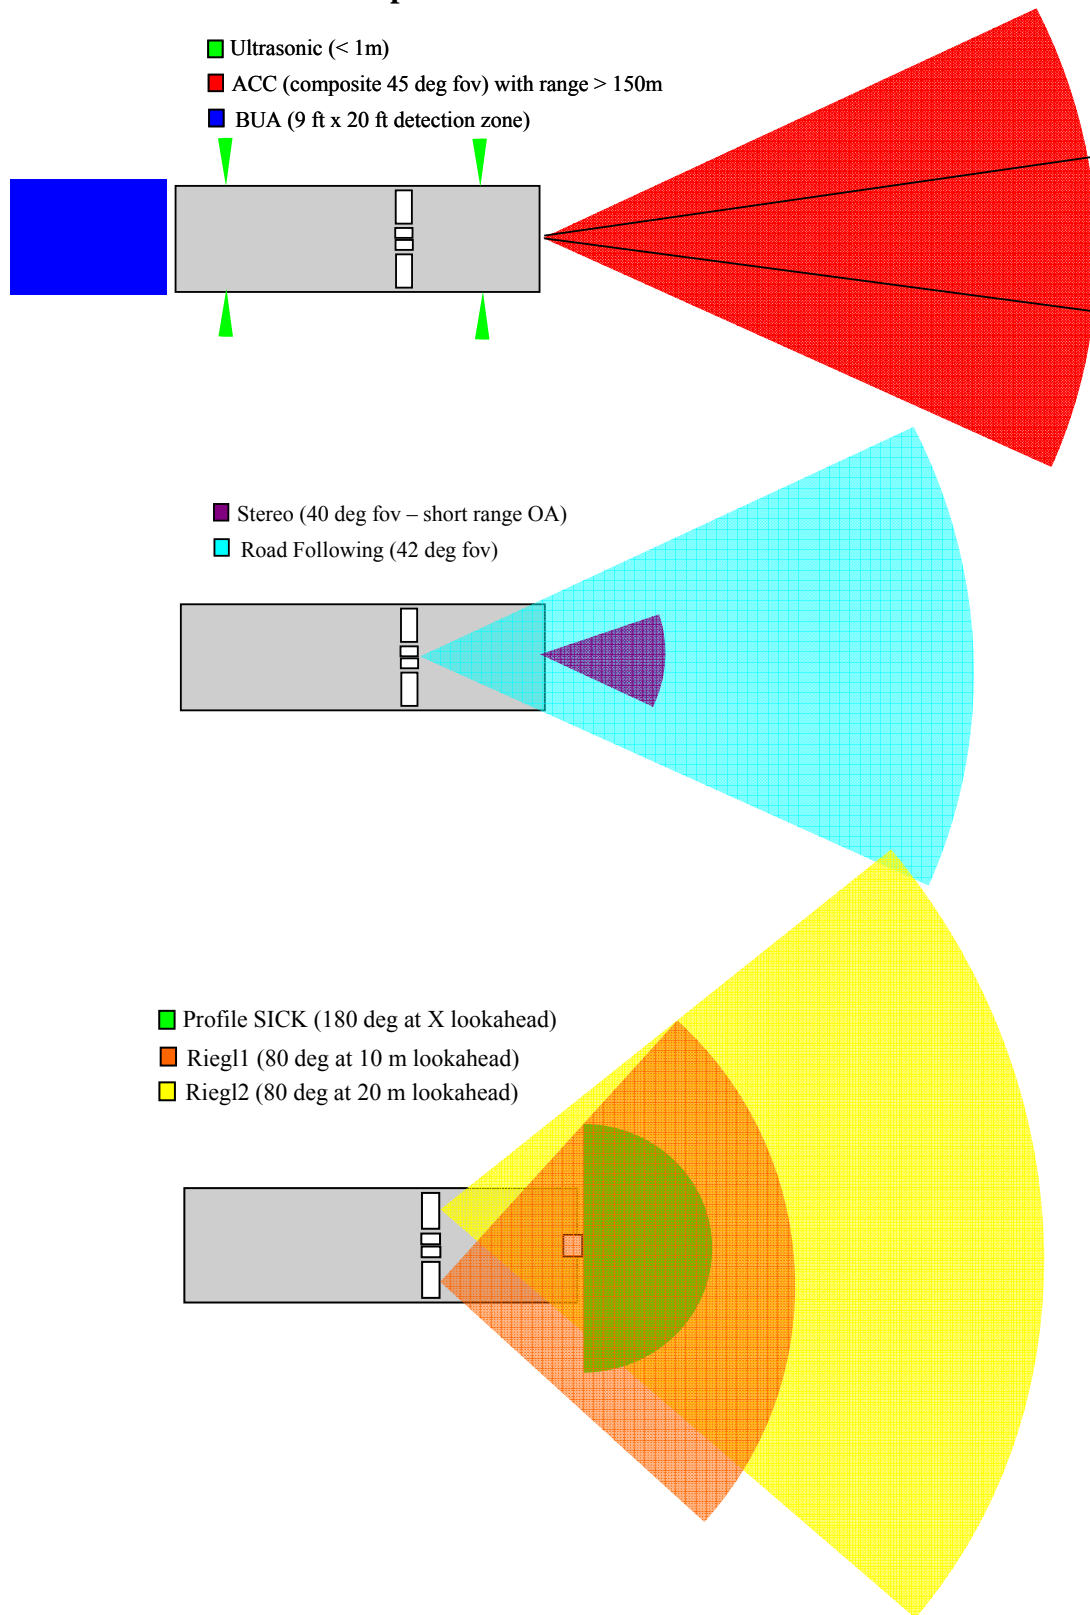 Ultrasonic (< 1m)
ACC (composite 45 deg fov) with range > 150m
BUA (9 ft x 20 ft detection zone)
Stereo (40 deg fov – short range OA)
Road Following (42 deg fov)
Profile SICK (180 deg at X lookahead)
Riegl1 (80 deg at 10 m lookahead)
Riegl2 (80 deg at 20 m lookahead)